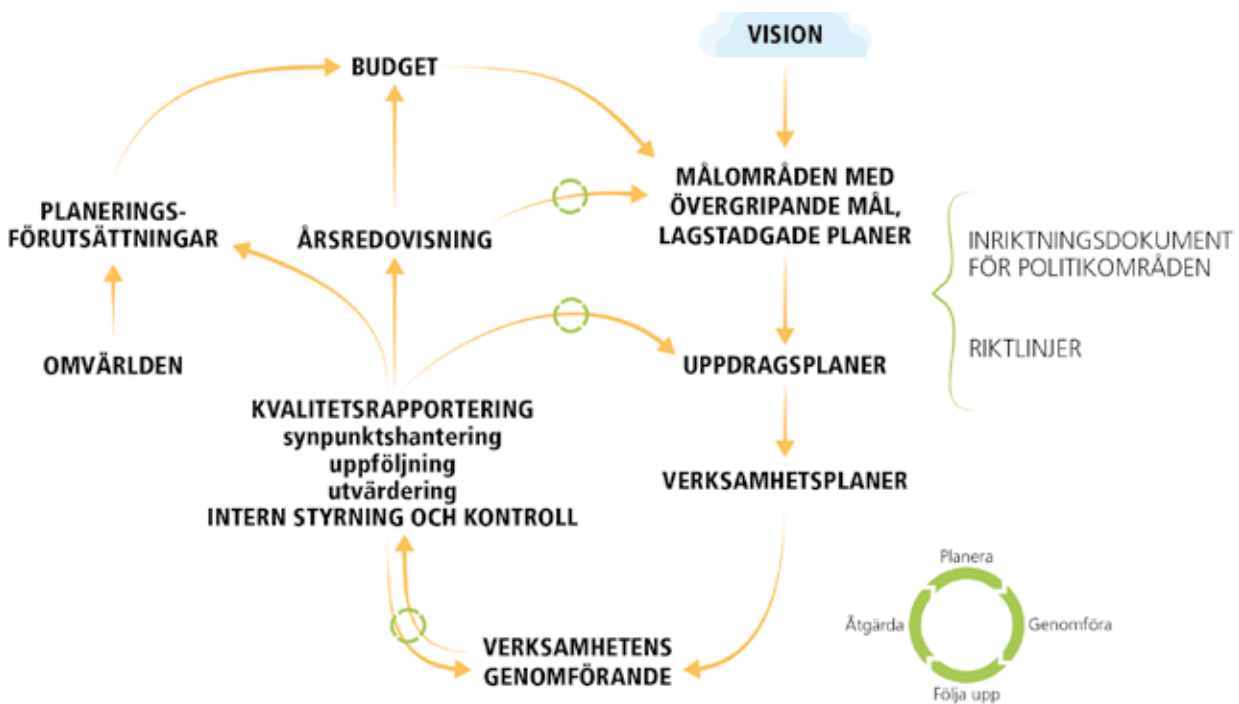 VISION
BUDGET
MÅLOMRÅDEN MED
ÖVERGRIPANDE MÅL,
LAGSTADGADE PLANER
PLANERINGS-
FÖRUTSÄTTNINGAR
ÅRSREDOVISNING
INRIKTNINGSDOKUMENT
FÖR POLITIKOMRÅDEN
RIKTLINJER
OMVÄRLDEN
UPPDRAGSPLANER
KVALITETSRAPPORTERING
synpunktshantering
uppföljning
utvärdering
INTERN STYRNING OCH KONTROLL
VERKSAMHETSPLANER
VERKSAMHETENS
GENOMFÖRANDE
Planera
Åtgärda
Genomföra
Följa upp